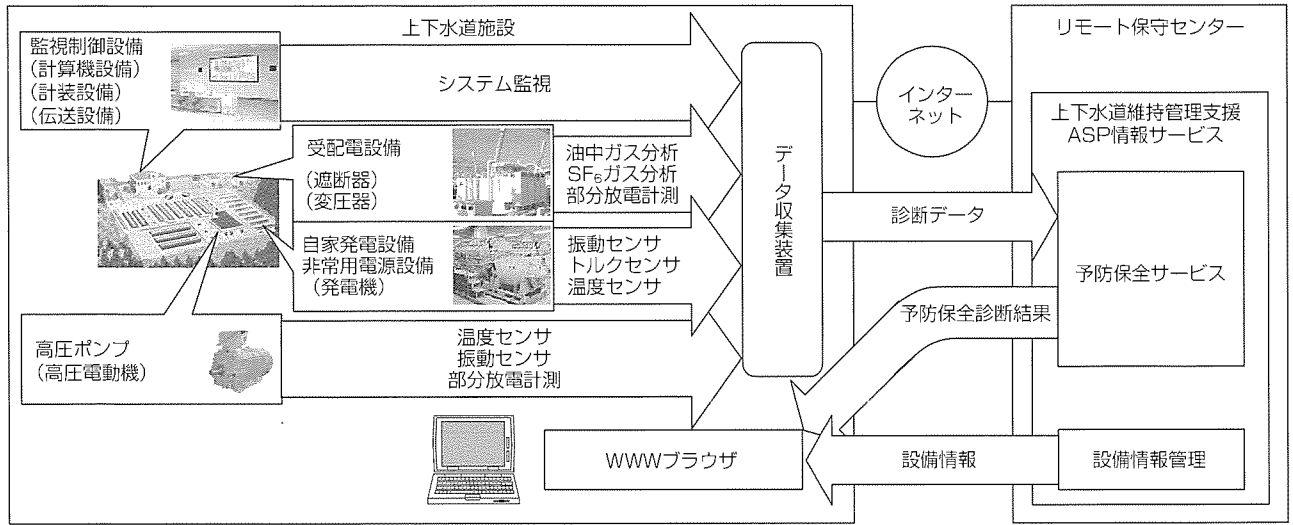 上下水道施設
監視制御設備
(計算機設備)
(計装設備)
(伝送設備)
システム監視
受配電設備
(遮断器)
(変圧器)
油中ガス分析
SF₆ガス分析
部分放電計測
自家発電設備
非常用電源設備
(発電機)
振動センサ
トルクセンサ
温度センサ
高圧ポンプ
(高圧電動機)
温度センサ
振動センサ
部分放電計測
データ収集装置
WWWブラウザ
インター
ネット
診断データ
予防保全診断結果
設備情報
リモート保守センター
上下水道維持管理支援
ASP情報サービス
予防保全サービス
設備情報管理